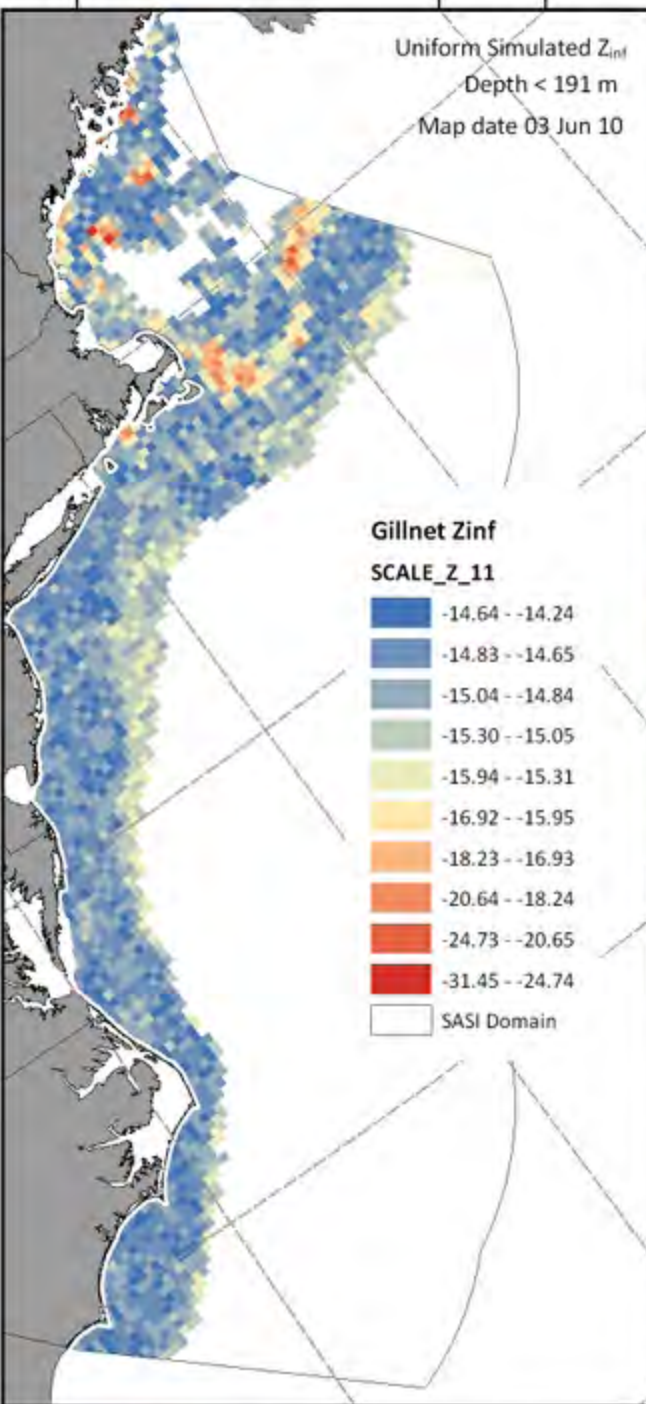 Uniform Simulated Zinf
Depth < 191 m
Map date 03 Jun 10
Gillnet Zinf
SCALE_Z_11
-14.64 - -14.24
-14.83 - -14.65
-15.04 - -14.84
-15.30 - -15.05
-15.94 - -15.31
-16.92 - -15.95
-18.23 - -16.93
-20.64 - -18.24
-24.73 - -20.65
-31.45 - -24.74
SASI Domain